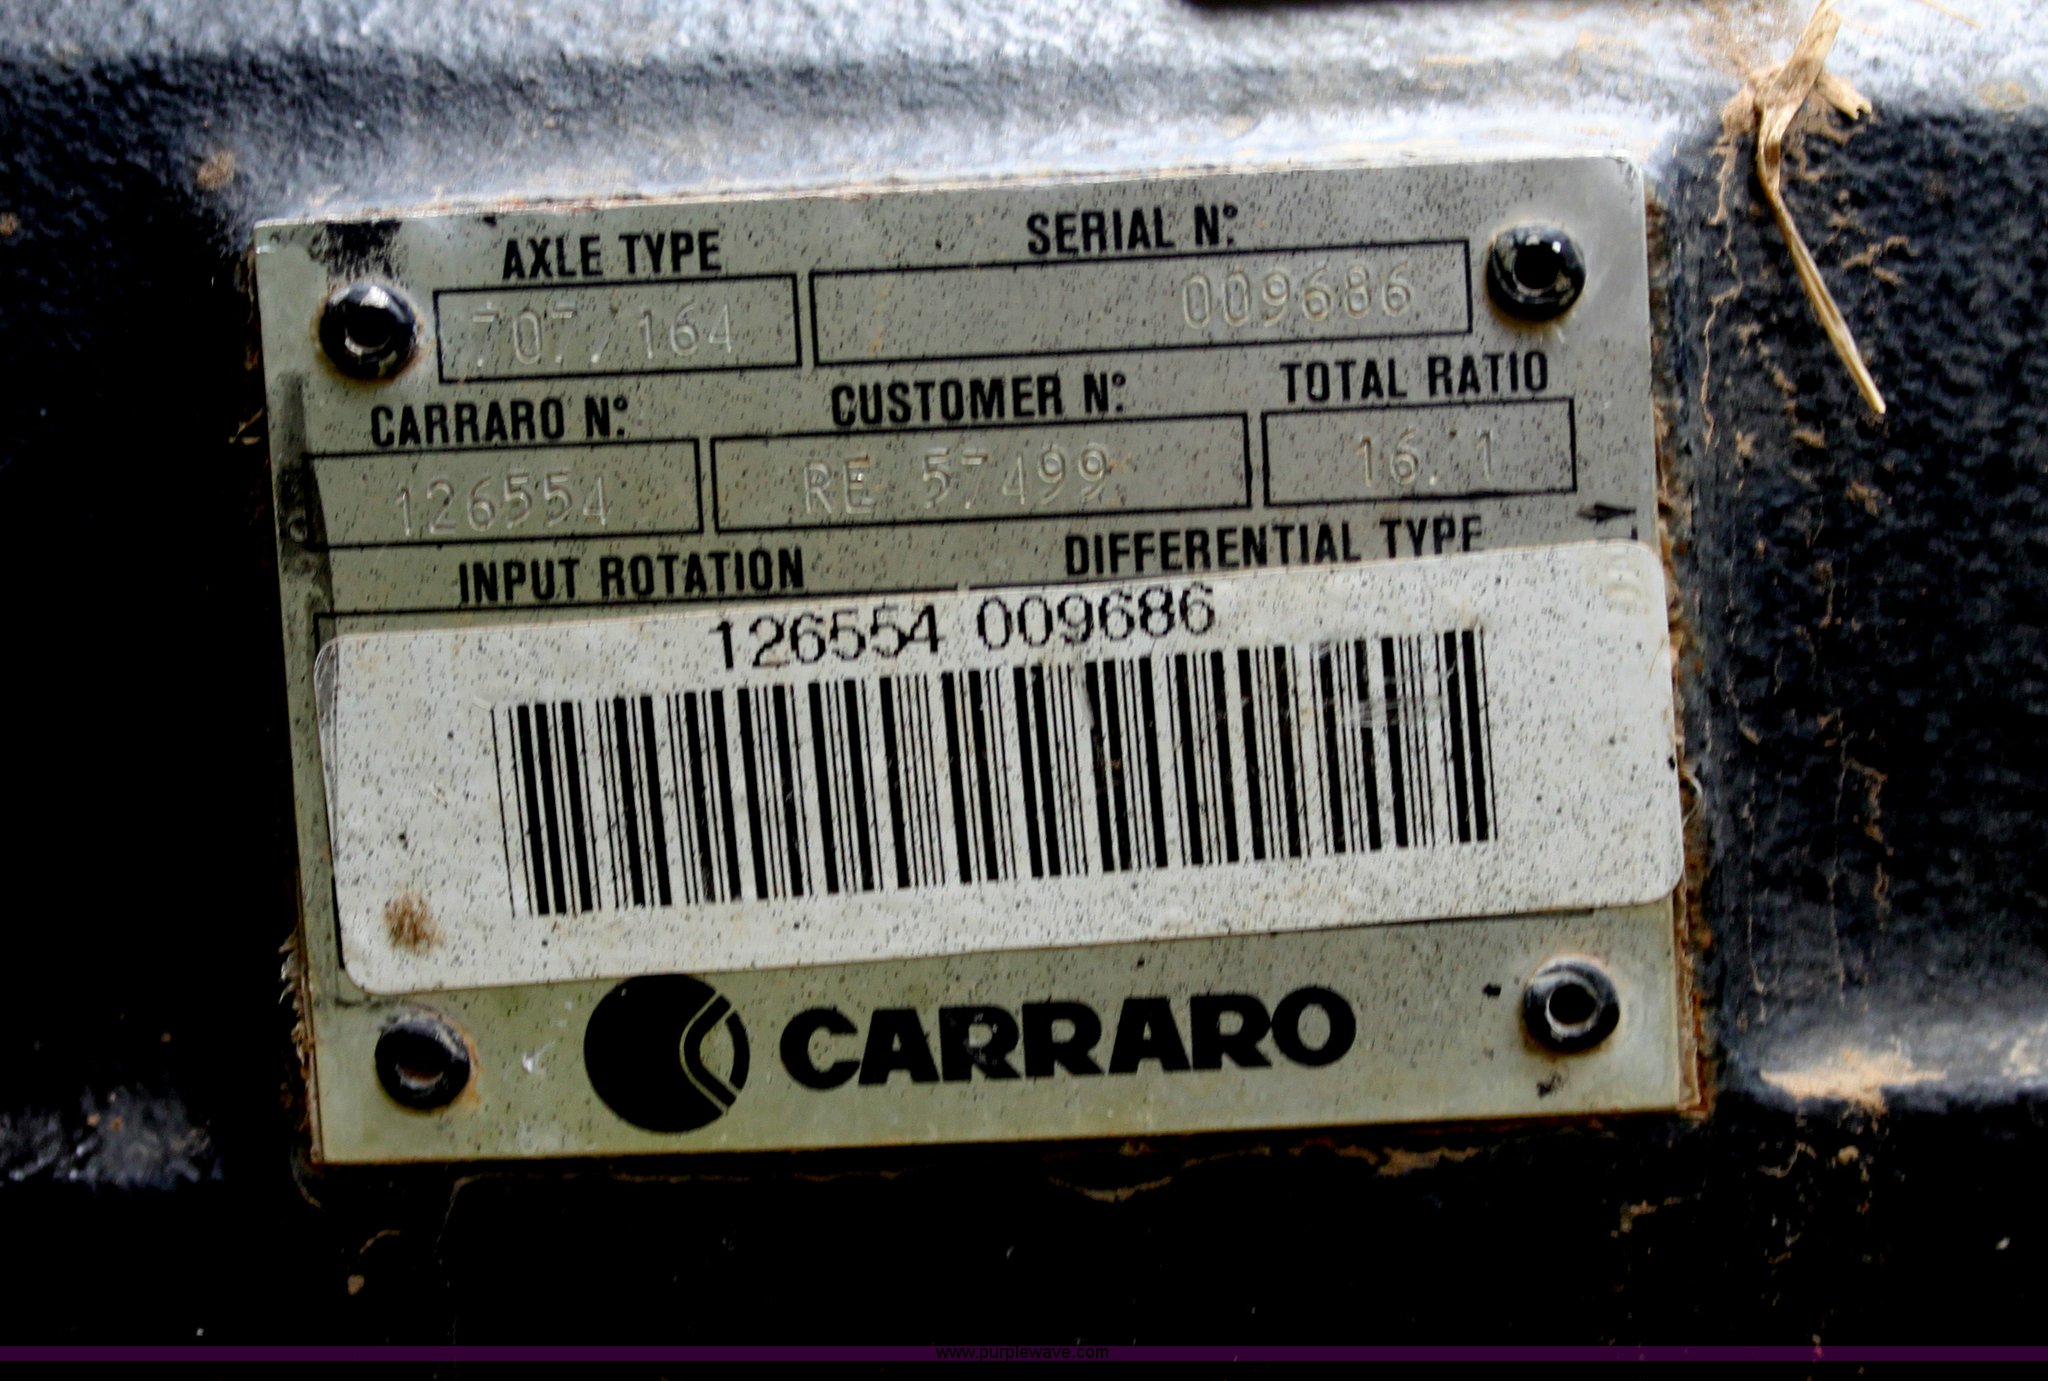 AXLE TYPE SERIAL N°
707/164 009686
CARRARO N° CUSTOMER N° TOTAL RATIO
126554 RE 57499 16.1
INPUT ROTATION DIFFERENTIAL TYPE
126554 009686
CARRARO
www.purplewave.com